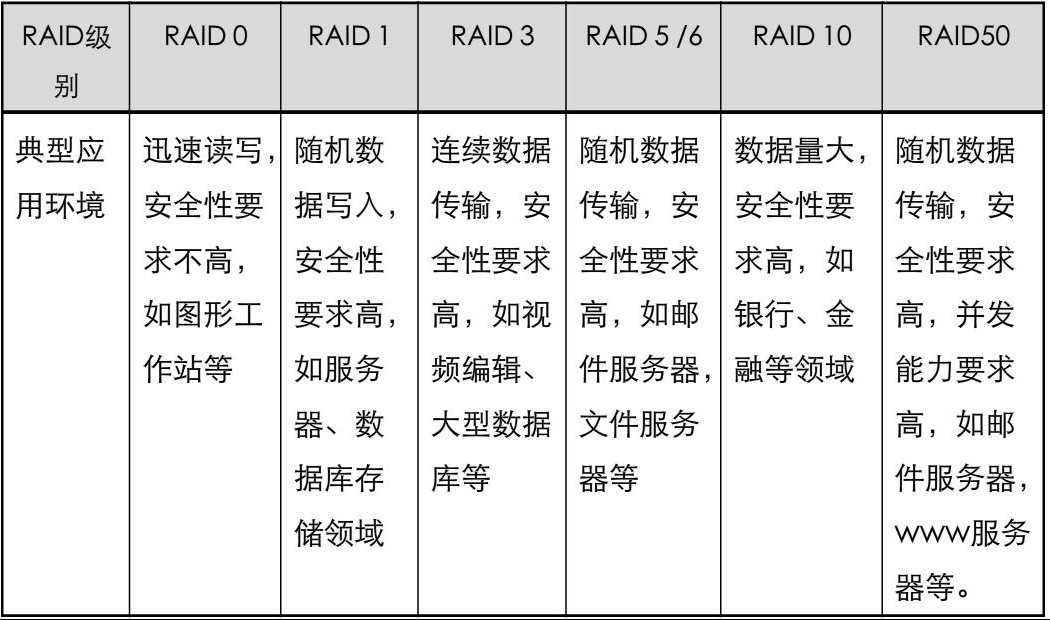 RAID级
别
RAID 0
RAID 1
RAID 3
RAID 5 /6
RAID 10
RAID50
典型应
用环境
迅速读写，
安全性要
求不高，
如图形工
作站等
随机数
据写入，
安全性
要求高，
如服务
器、数
据库存
储领域
连续数据
传输，安
全性要求
高，如视
频编辑、
大型数据
库等
随机数据
传输，安
全性要求
高，如邮
件服务器，
文件服务
器等
数据量大，
安全性要
求高，如
银行、金
融等领域
随机数据
传输，安
全性要求
高，并发
能力要求
高，如邮
件服务器，
www服务
器等。